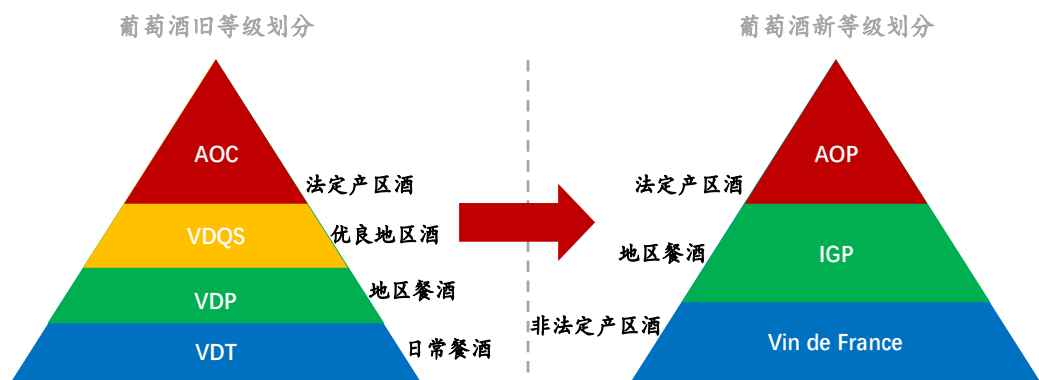 葡萄酒旧等级划分
AOC
法定产区酒
VDQS
优良地区酒
VDP
地区餐酒
VDT
日常餐酒
葡萄酒新等级划分
AOP
法定产区酒
IGP
地区餐酒
Vin de France
非法定产区酒